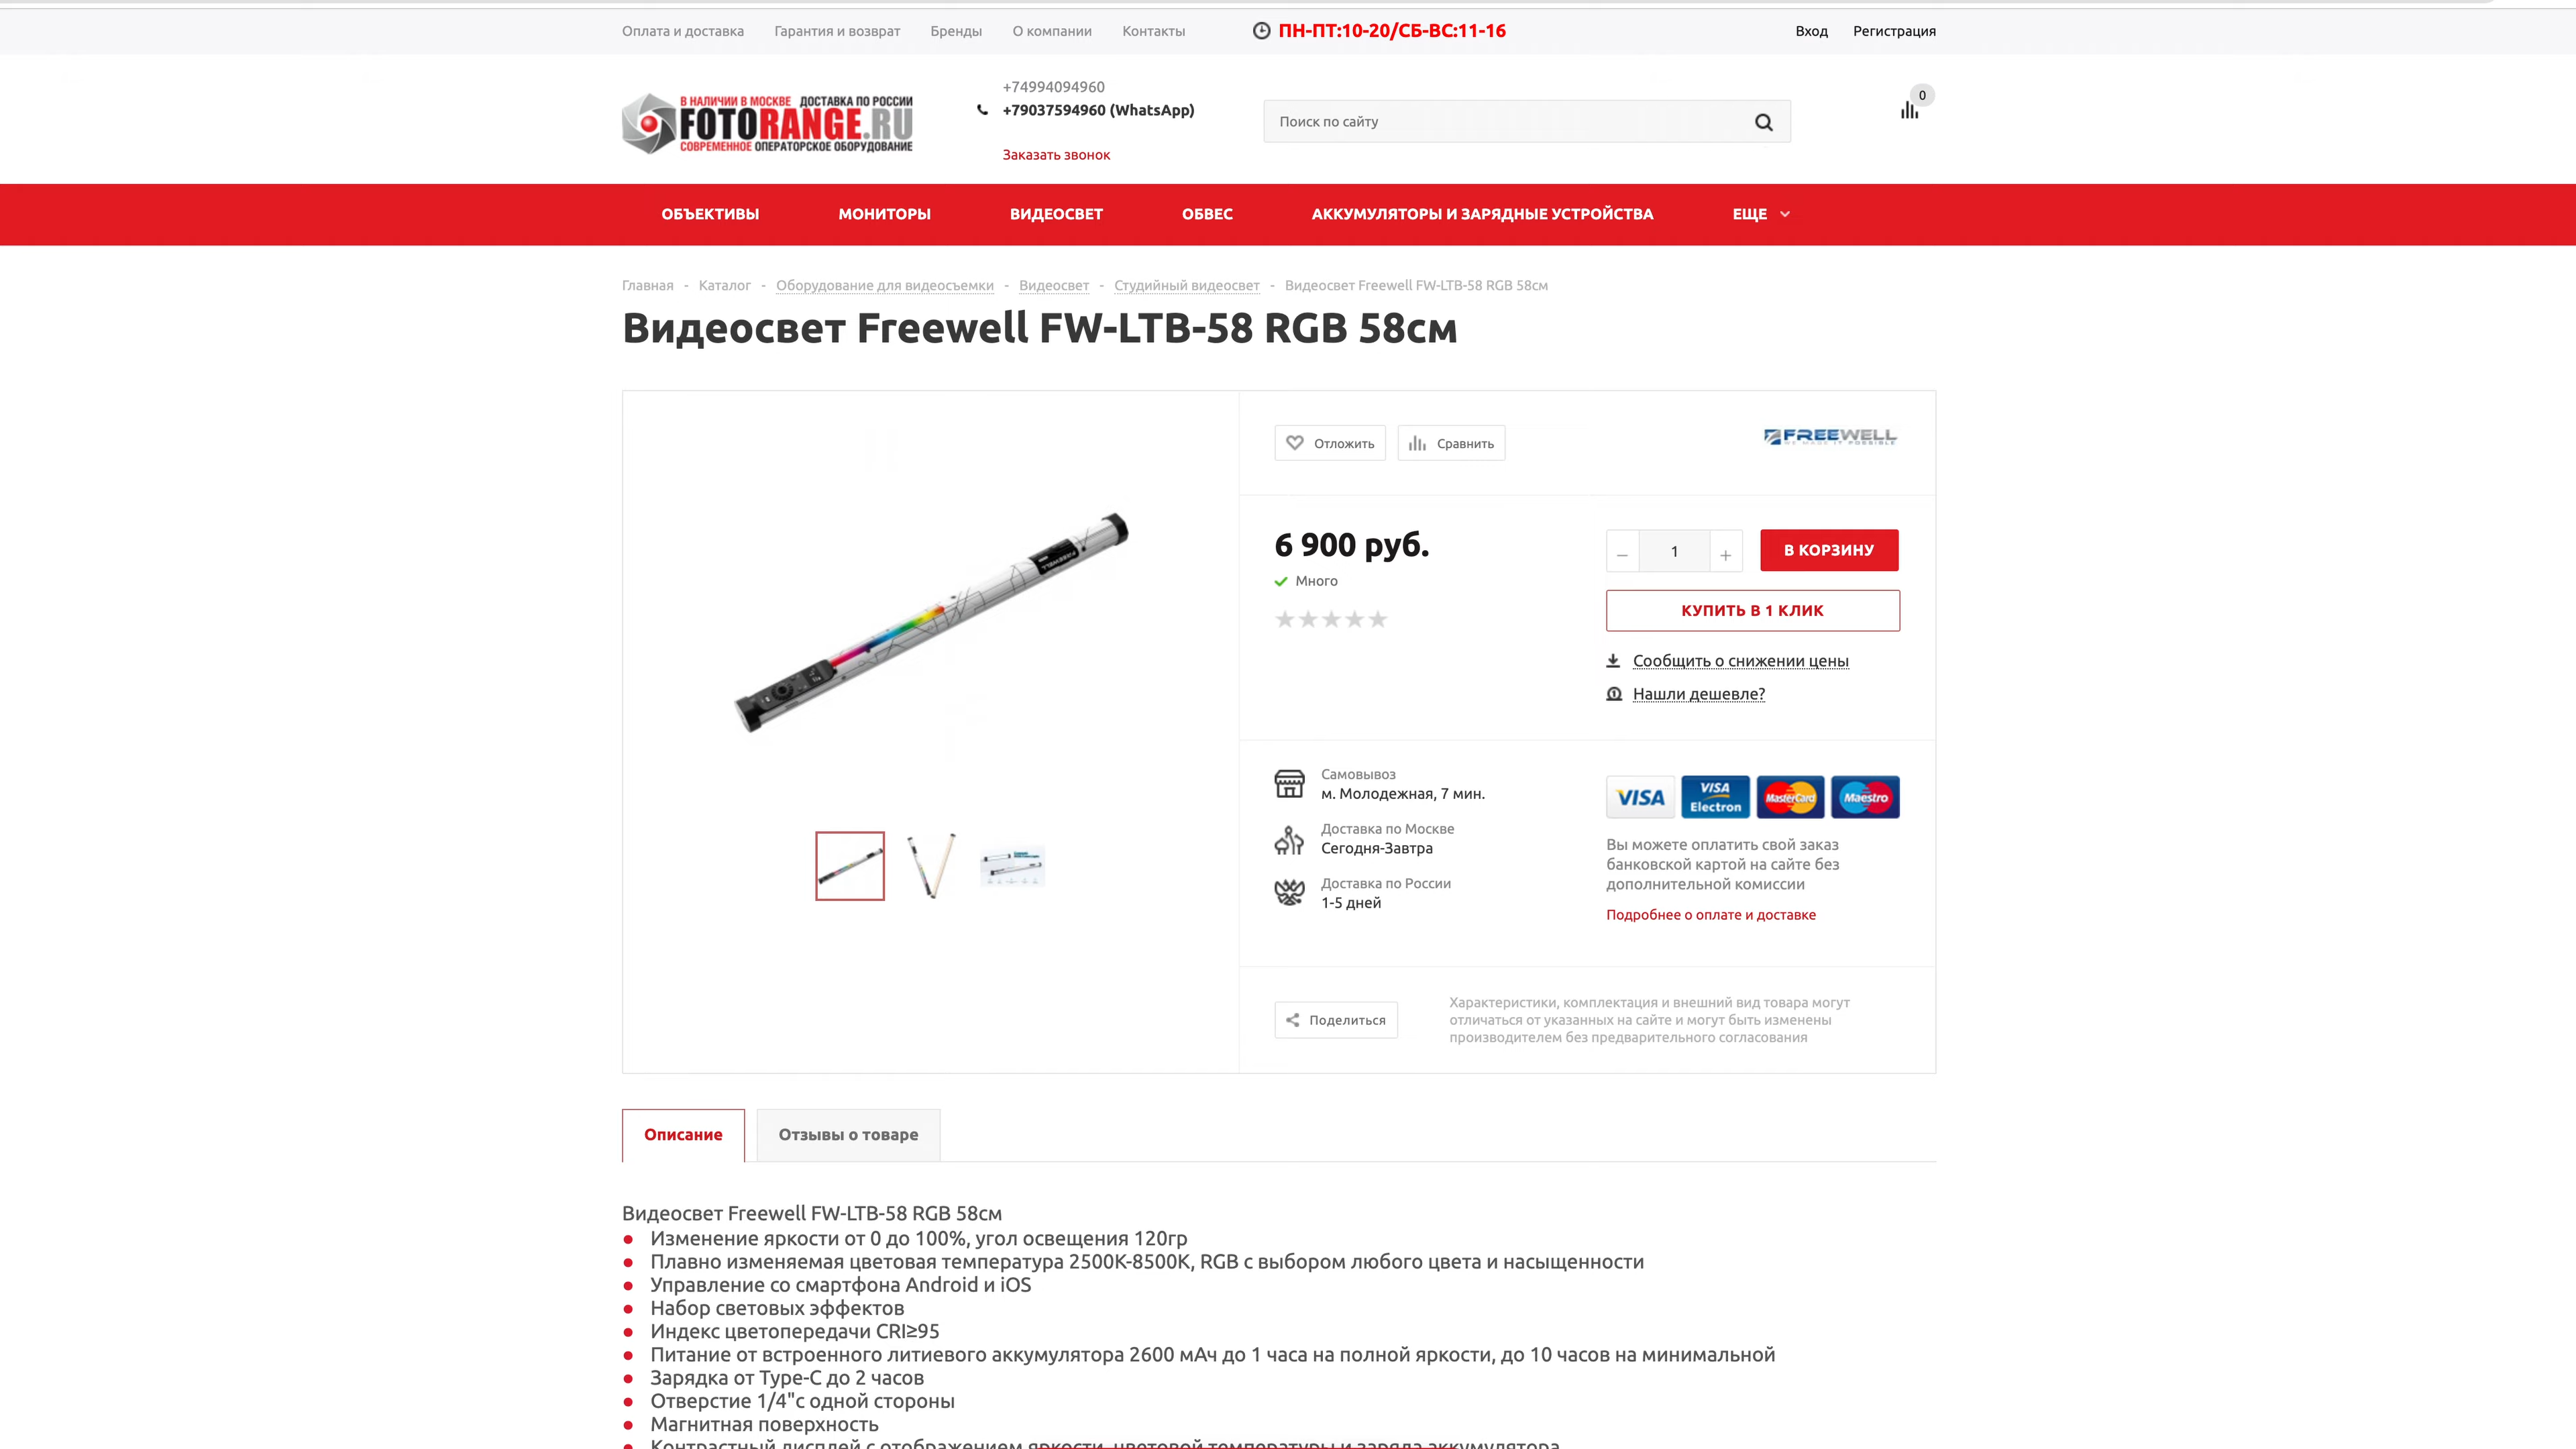 Оплата и доставка Гарантия и возврат Бренды О компании Контакты ПН-ПТ:10-20/СБ-ВС:11-16 Вход Регистрация
В НАЛИЧИИ В МОСКВЕ ДОСТАВКА ПО РОССИИ
FOTORANGE.RU
СОВРЕМЕННОЕ ОПЕРАТОРСКОЕ ОБОРУДОВАНИЕ
+74994094960
+79037594960 (WhatsApp)
Заказать звонок
Поиск по сайту
0
ОБЪЕКТИВЫ МОНИТОРЫ ВИДЕОСВЕТ ОБВЕС АККУМУЛЯТОРЫ И ЗАРЯДНЫЕ УСТРОЙСТВА ЕЩЕ
Главная - Каталог - Оборудование для видеосъемки - Видеосвет - Студийный видеосвет - Видеосвет Freewell FW-LTB-58 RGB 58см
Видеосвет Freewell FW-LTB-58 RGB 58см
Отложить Сравнить
FREEWELL
6 900 руб.
Много
– 1 + В КОРЗИНУ
КУПИТЬ В 1 КЛИК
Сообщить о снижении цены
Нашли дешевле?
Самовывоз
м. Молодежная, 7 мин.
Доставка по Москве
Сегодня-Завтра
Доставка по России
1-5 дней
VISA VISA Electron MasterCard Maestro
Вы можете оплатить свой заказ
банковской картой на сайте без
дополнительной комиссии
Подробнее о оплате и доставке
Поделиться
Характеристики, комплектация и внешний вид товара могут
отличаться от указанных на сайте и могут быть изменены
производителем без предварительного согласования
Описание Отзывы о товаре
Видеосвет Freewell FW-LTB-58 RGB 58см
Изменение яркости от 0 до 100%, угол освещения 120гр
Плавно изменяемая цветовая температура 2500К-8500К, RGB с выбором любого цвета и насыщенности
Управление со смартфона Android и iOS
Набор световых эффектов
Индекс цветопередачи CRI≥95
Питание от встроенного литиевого аккумулятора 2600 мАч до 1 часа на полной яркости, до 10 часов на минимальной
Зарядка от Type-C до 2 часов
Отверстие 1/4"с одной стороны
Магнитная поверхность
Контрастный дисплей с отображением яркости, цветовой температуры и заряда аккумулятора